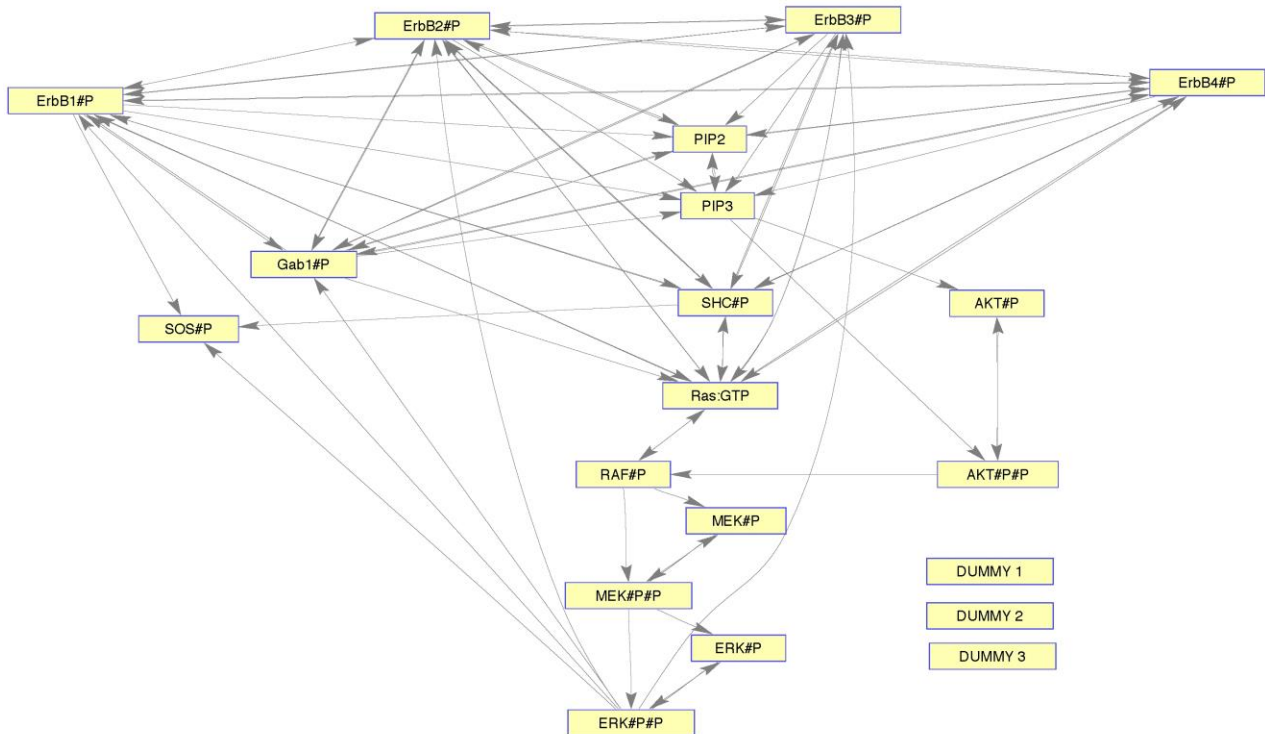 ErbB2#P
ErbB3#P
ErbB1#P
ErbB4#P
PIP2
PIP3
Gab1#P
SHC#P
AKT#P
SOS#P
Ras:GTP
RAF#P
AKT#P#P
MEK#P
DUMMY 1
MEK#P#P
DUMMY 2
ERK#P
DUMMY 3
ERK#P#P